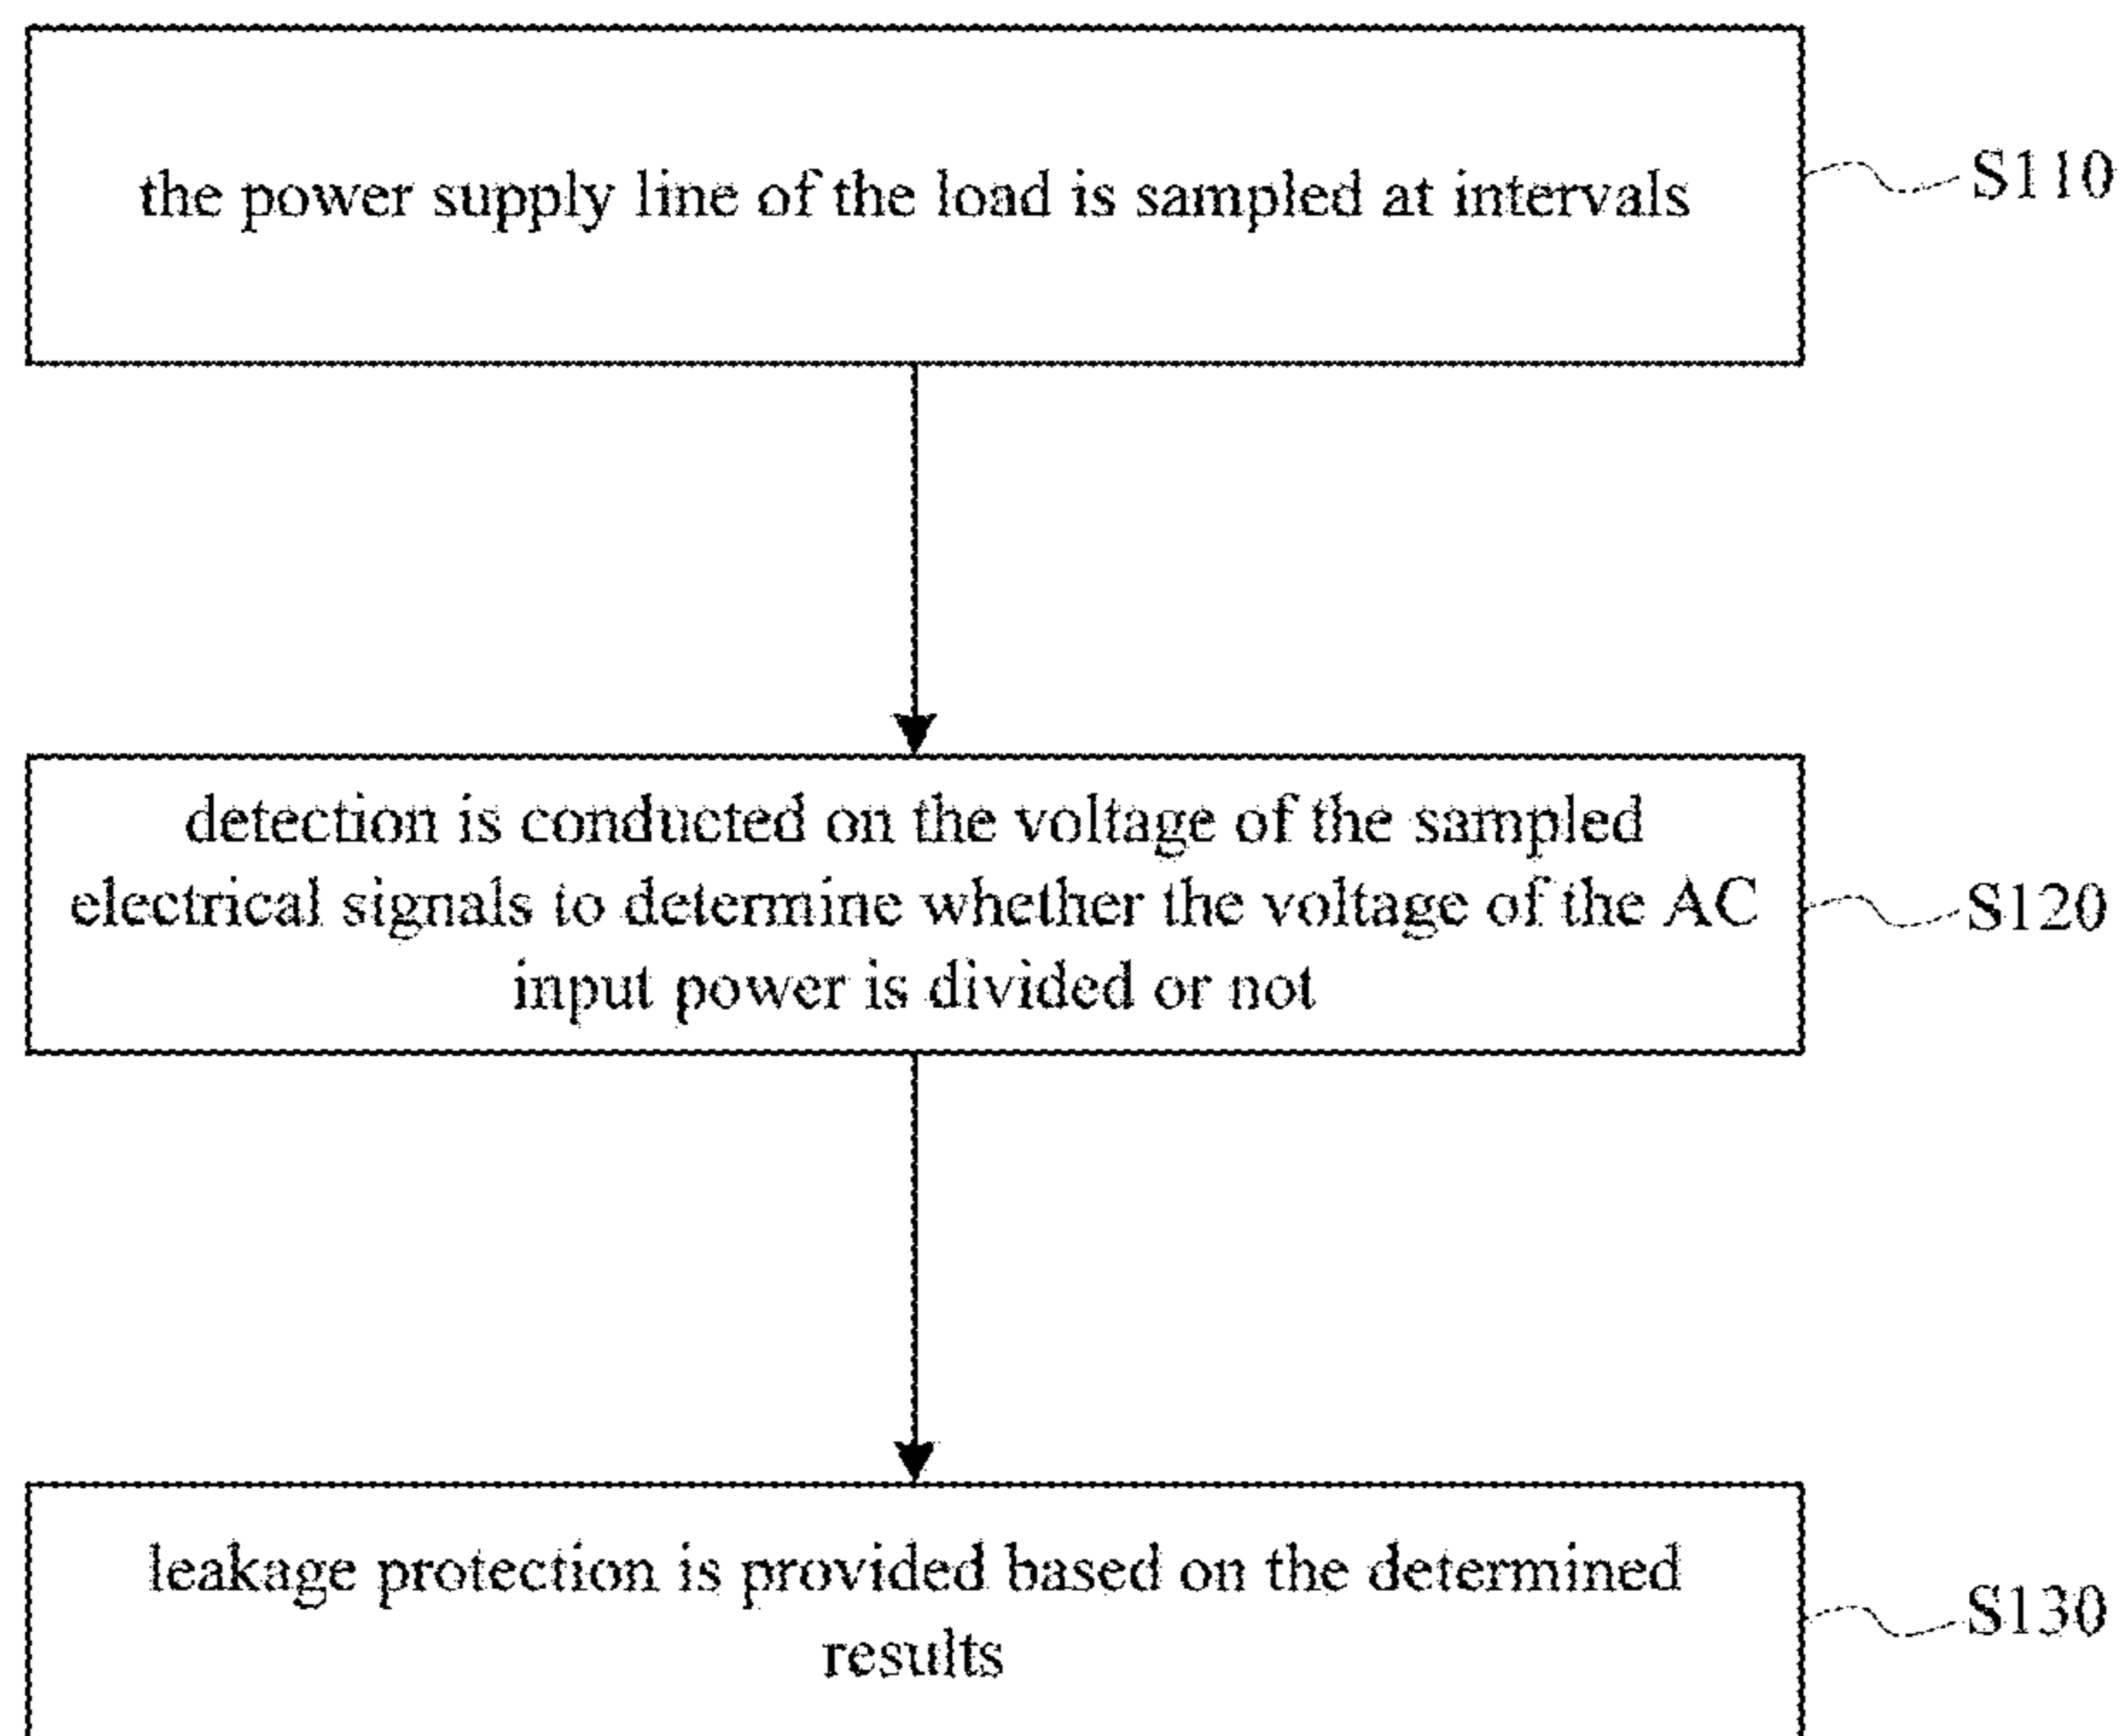 the power supply line of the load is sampled at intervals
S110
detection is conducted on the voltage of the sampled
electrical signals to determine whether the voltage of the AC
input power is divided or not
S120
leakage protection is provided based on the determined
results
S130